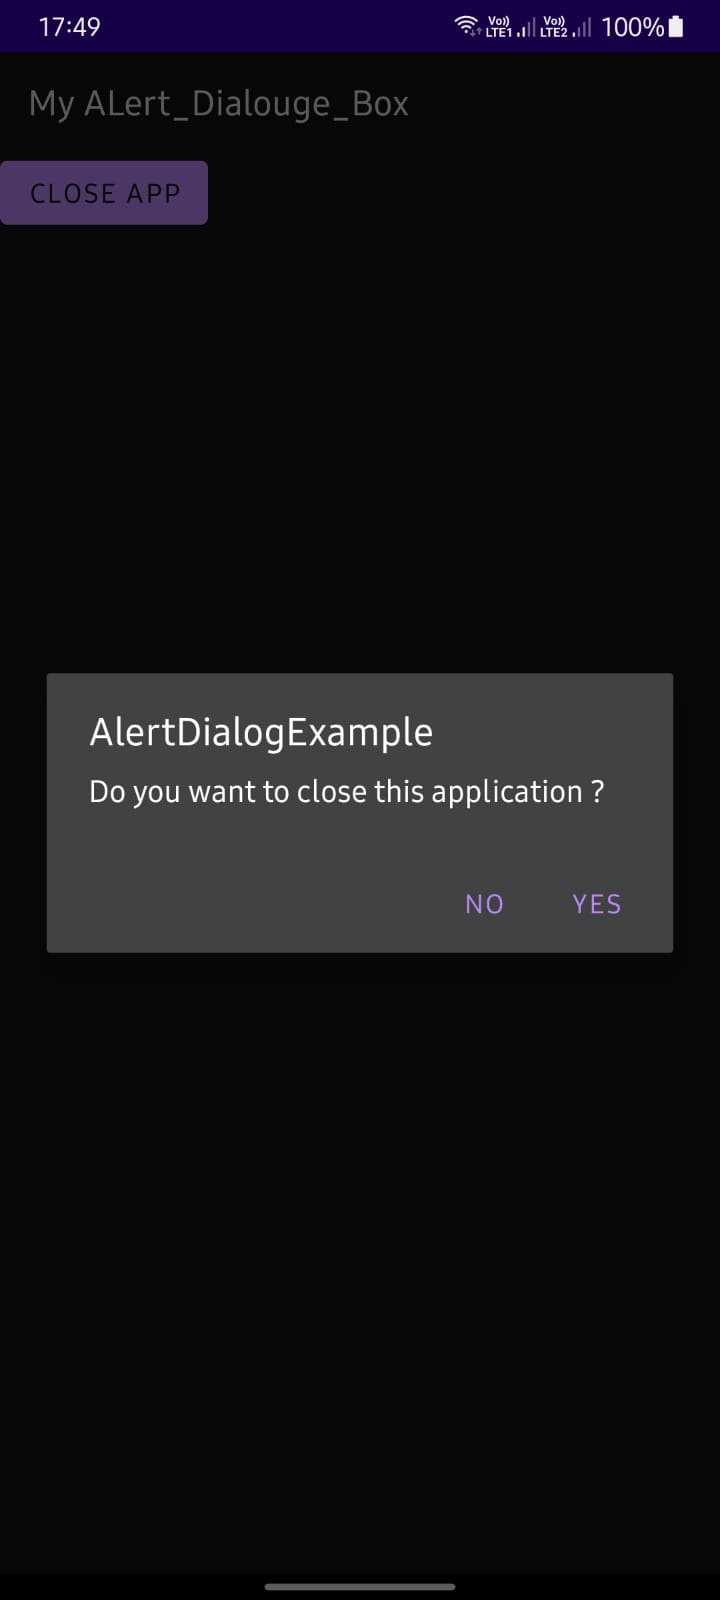 17:49 Vo)) LTE1 Vo)) LTE2 100%
My ALert_Dialouge_Box
CLOSE APP
AlertDialogExample
Do you want to close this application ?
NO YES